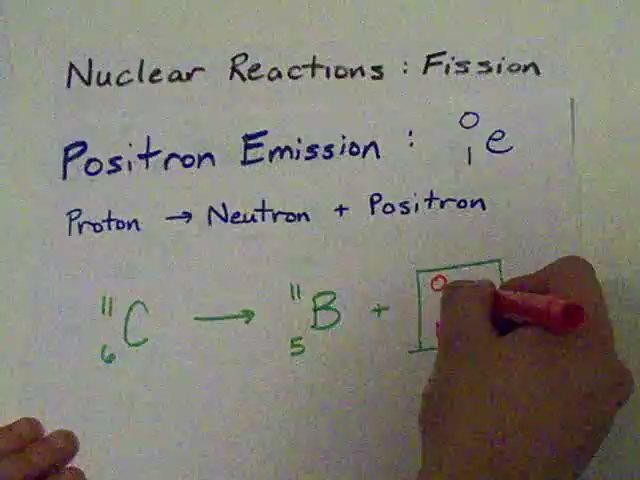 Nuclear Reactions : Fission
Positron Emission : ⁰₁e
Proton → Neutron + Positron
¹¹₆C → ¹¹₅B + ⁰